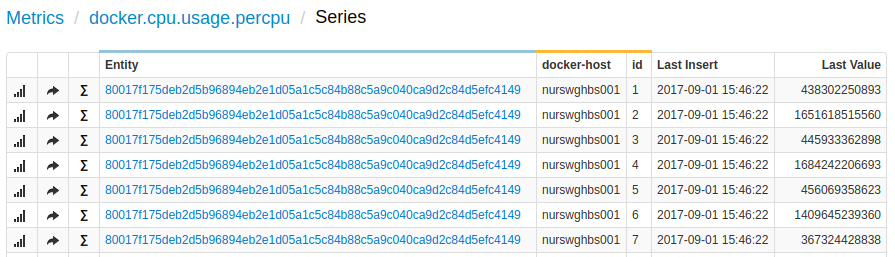 Metrics / docker.cpu.usage.percpu / Series
Entity docker-host id Last Insert Last Value
Σ 80017f175deb2d5b96894eb2e1d05a1c5c84b88c5a9c040ca9d2c84d5efc4149 nurswghbs001 1 2017-09-01 15:46:22 438302250893
Σ 80017f175deb2d5b96894eb2e1d05a1c5c84b88c5a9c040ca9d2c84d5efc4149 nurswghbs001 2 2017-09-01 15:46:22 1651618515560
Σ 80017f175deb2d5b96894eb2e1d05a1c5c84b88c5a9c040ca9d2c84d5efc4149 nurswghbs001 3 2017-09-01 15:46:22 445933362898
Σ 80017f175deb2d5b96894eb2e1d05a1c5c84b88c5a9c040ca9d2c84d5efc4149 nurswghbs001 4 2017-09-01 15:46:22 1684242206693
Σ 80017f175deb2d5b96894eb2e1d05a1c5c84b88c5a9c040ca9d2c84d5efc4149 nurswghbs001 5 2017-09-01 15:46:22 456069358623
Σ 80017f175deb2d5b96894eb2e1d05a1c5c84b88c5a9c040ca9d2c84d5efc4149 nurswghbs001 6 2017-09-01 15:46:22 1409645239360
Σ 80017f175deb2d5b96894eb2e1d05a1c5c84b88c5a9c040ca9d2c84d5efc4149 nurswghbs001 7 2017-09-01 15:46:22 367324428838